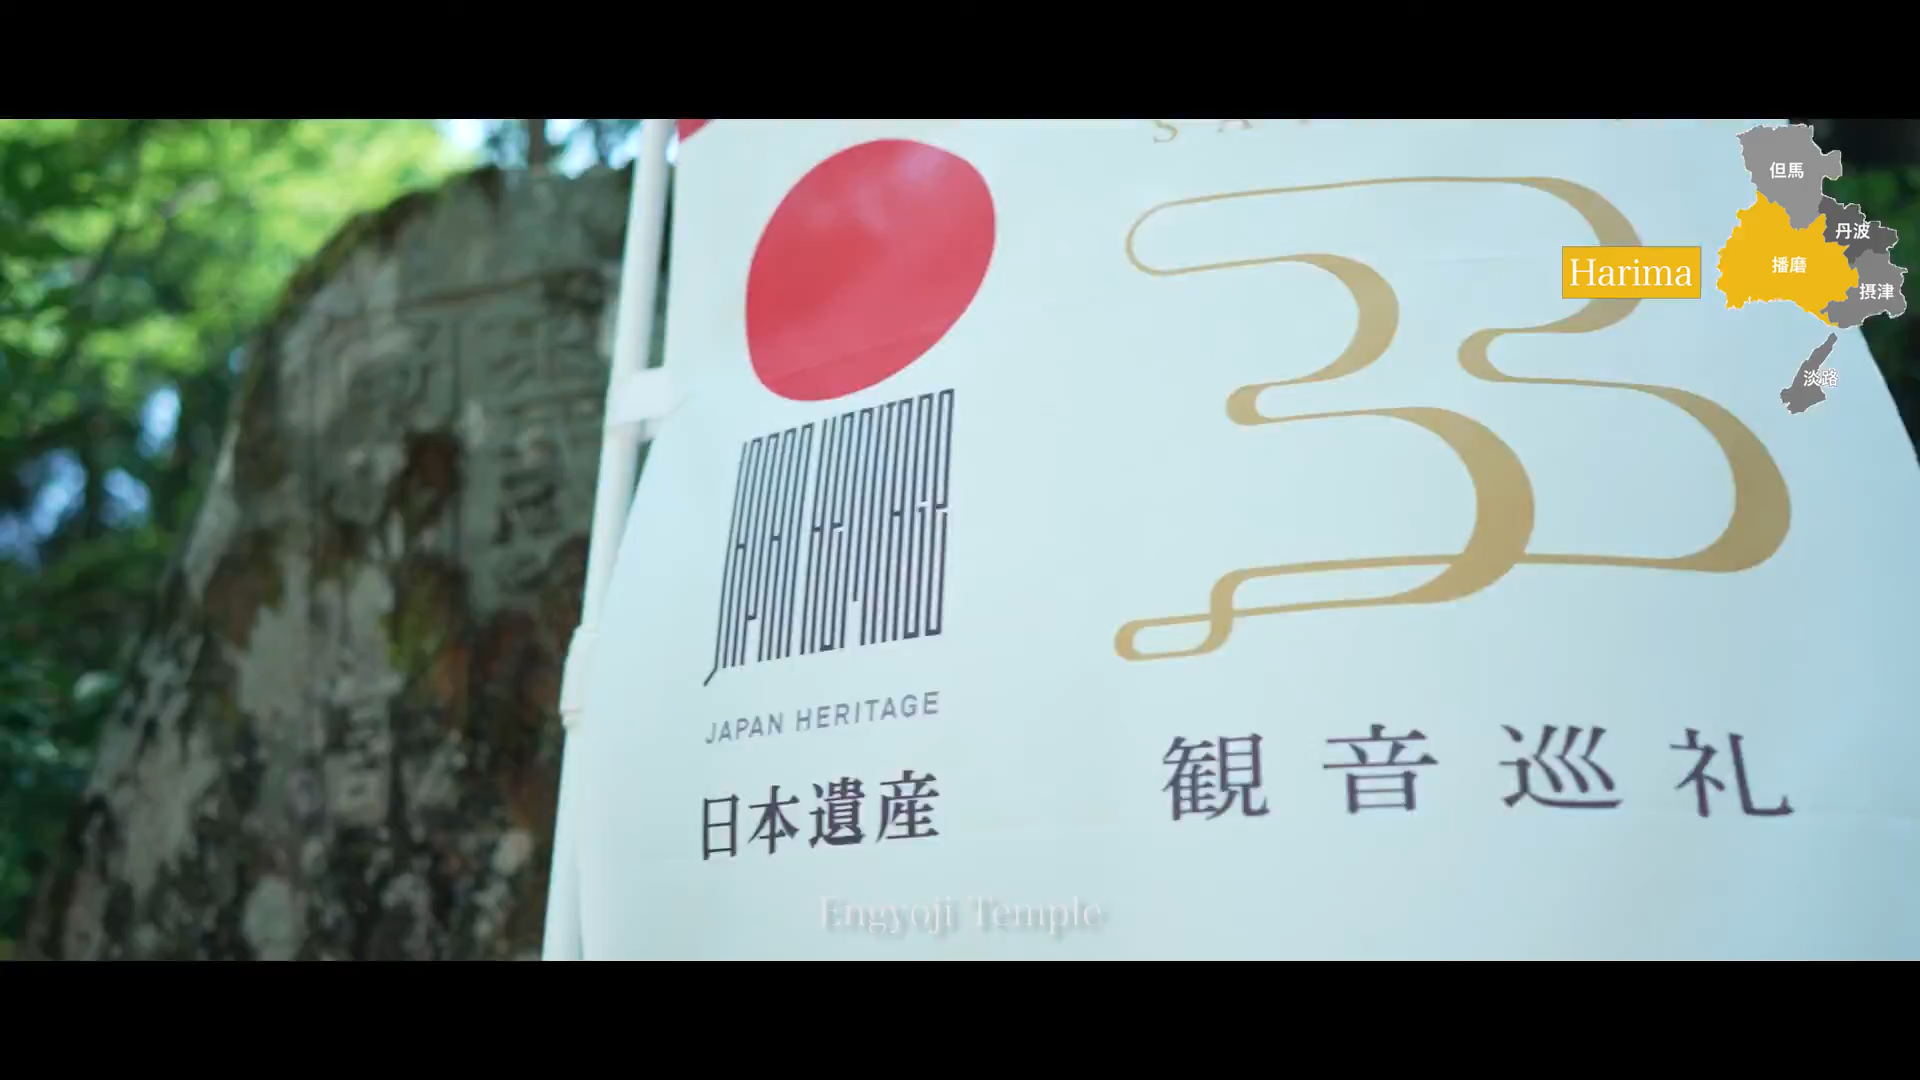 但馬
丹波
Harima
播磨
摂津
淡路
33
JAPAN HERITAGE
JAPAN HERITAGE
日本遺産
観音巡礼
Engyoji Temple